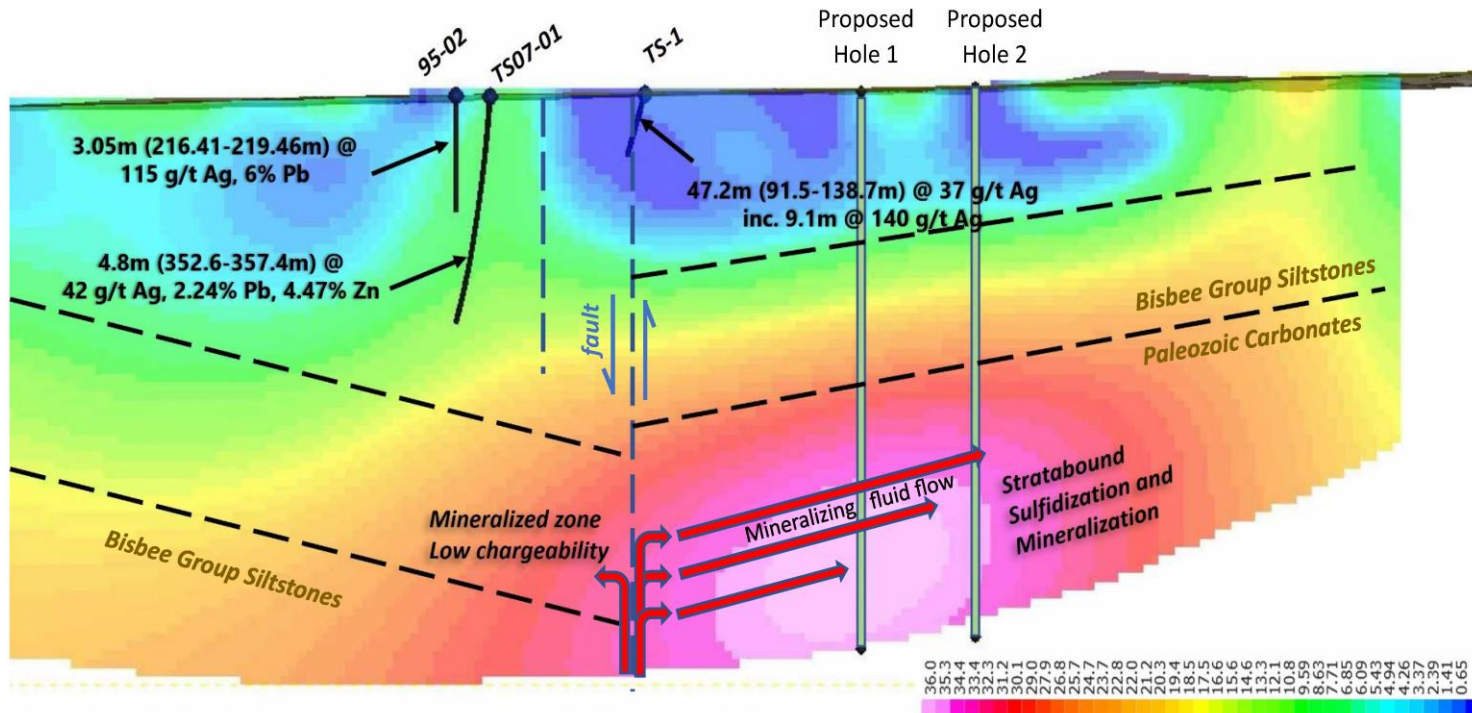 95-02
TS07-01
TS-1
Proposed
Hole 1
Proposed
Hole 2
3.05m (216.41-219.46m) @
115 g/t Ag, 6% Pb
47.2m (91.5-138.7m) @ 37 g/t Ag
inc. 9.1m @ 140 g/t Ag
4.8m (352.6-357.4m) @
42 g/t Ag, 2.24% Pb, 4.47% Zn
fault
Bisbee Group Siltstones
Paleozoic Carbonates
Mineralized zone
Low chargeability
Mineralizing fluid flow
Stratabound
Sulfidization and
Mineralization
Bisbee Group Siltstones
36.0
35.3
34.4
33.4
32.3
31.2
30.1
29.0
27.9
26.8
25.7
24.7
23.7
22.8
22.0
21.2
20.3
19.4
18.5
17.5
16.6
15.6
14.6
13.3
12.1
10.8
9.59
8.63
7.71
6.85
6.09
5.43
4.94
4.26
3.37
2.39
1.41
0.65